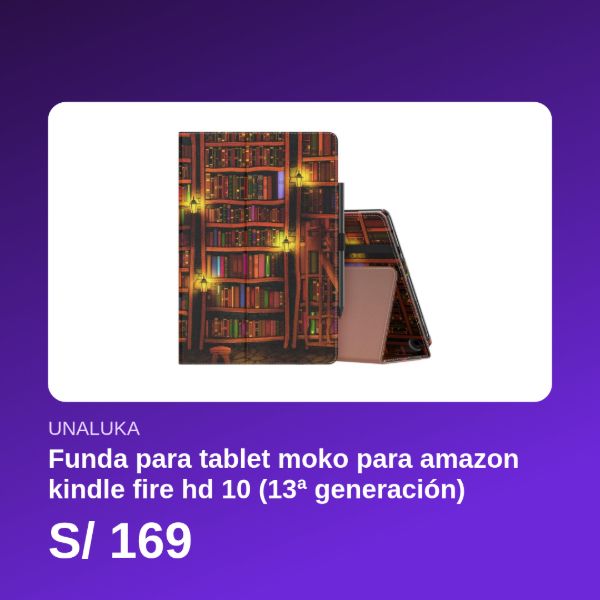 UNALUKA
Funda para tablet moko para amazon
kindle fire hd 10 (13ª generación)
S/ 169